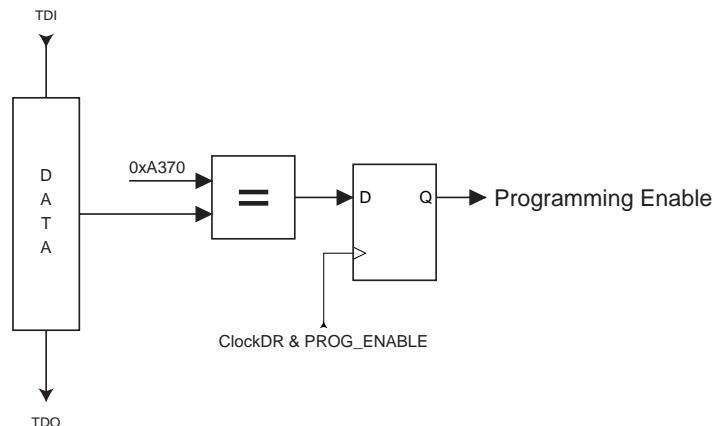 TDI
0xA370
D
A
T
A
=
D
Q
Programming Enable
ClockDR & PROG_ENABLE
TDO